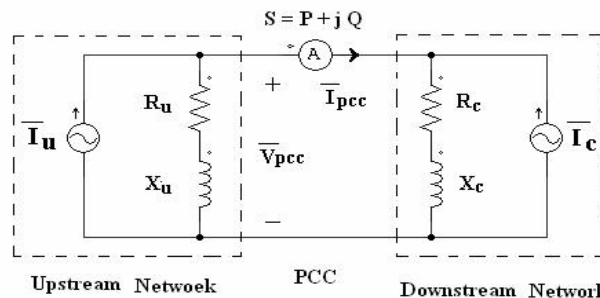 S = P + j Q
A
I̅pcc
Ru
Rc
I̅u
I̅c
V̅pcc
+
−
Xu
Xc
Upstream Netwoek
PCC
Downstream Network